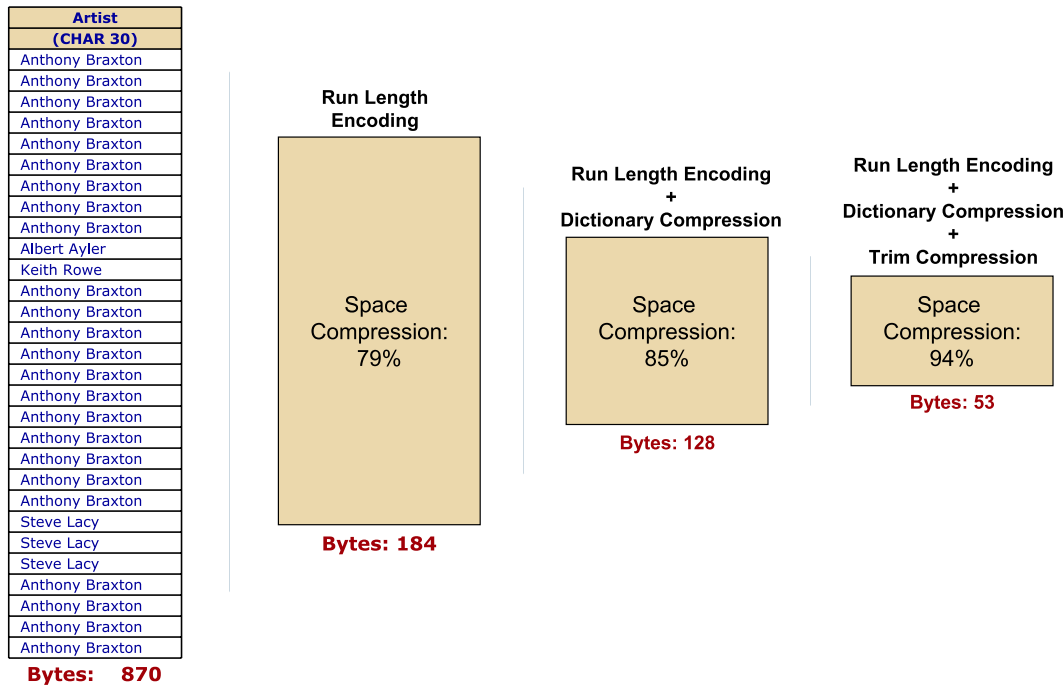 Artist
(CHAR 30)
Anthony Braxton
Anthony Braxton
Anthony Braxton
Anthony Braxton
Anthony Braxton
Anthony Braxton
Anthony Braxton
Anthony Braxton
Anthony Braxton
Albert Ayler
Keith Rowe
Anthony Braxton
Anthony Braxton
Anthony Braxton
Anthony Braxton
Anthony Braxton
Anthony Braxton
Anthony Braxton
Anthony Braxton
Anthony Braxton
Anthony Braxton
Anthony Braxton
Steve Lacy
Steve Lacy
Steve Lacy
Anthony Braxton
Anthony Braxton
Anthony Braxton
Anthony Braxton
Bytes: 870
Run Length
Encoding
Space
Compression:
79%
Bytes: 184
Run Length Encoding
+
Dictionary Compression
Space
Compression:
85%
Bytes: 128
Run Length Encoding
+
Dictionary Compression
+
Trim Compression
Space
Compression:
94%
Bytes: 53